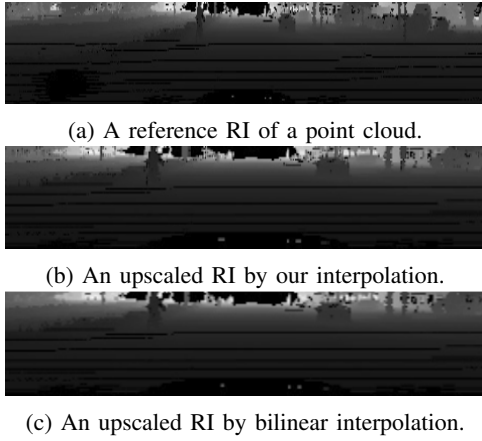 (a) A reference RI of a point cloud.
(b) An upscaled RI by our interpolation.
(c) An upscaled RI by bilinear interpolation.